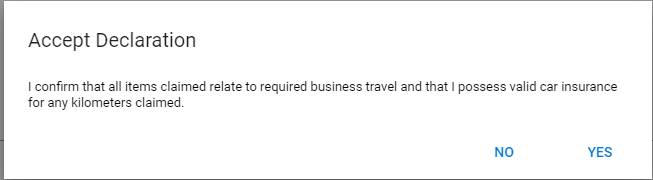 Accept Declaration
I confirm that all items claimed relate to required business travel and that I possess valid car insurance
for any kilometers claimed.
NO YES